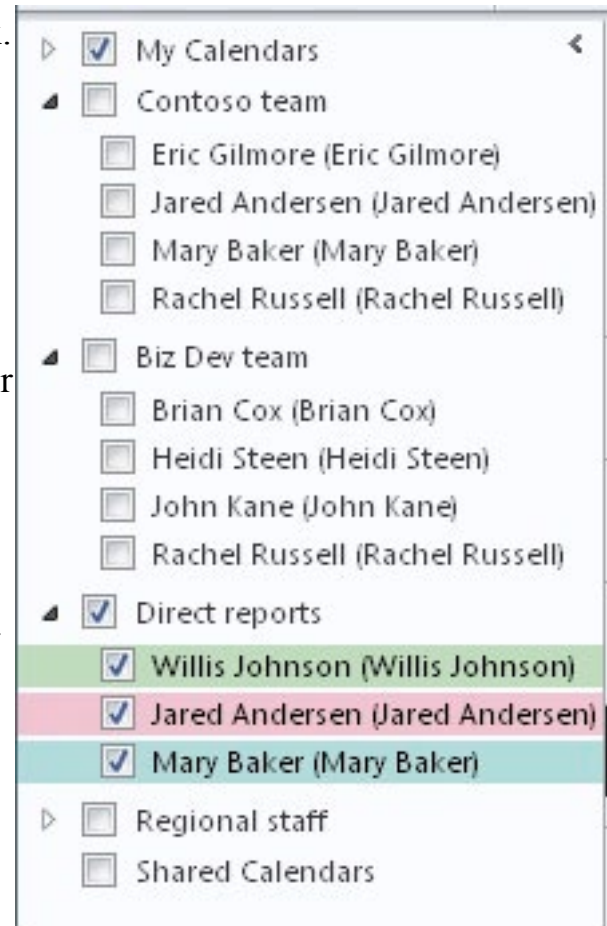 My Calendars
Contoso team
Eric Gilmore (Eric Gilmore)
Jared Andersen (Jared Andersen)
Mary Baker (Mary Baker)
Rachel Russell (Rachel Russell)
Biz Dev team
r
Brian Cox (Brian Cox)
Heidi Steen (Heidi Steen)
John Kane (John Kane)
Rachel Russell (Rachel Russell)
Direct reports
Willis Johnson (Willis Johnson)
Jared Andersen (Jared Andersen)
Mary Baker (Mary Baker)
Regional staff
Shared Calendars